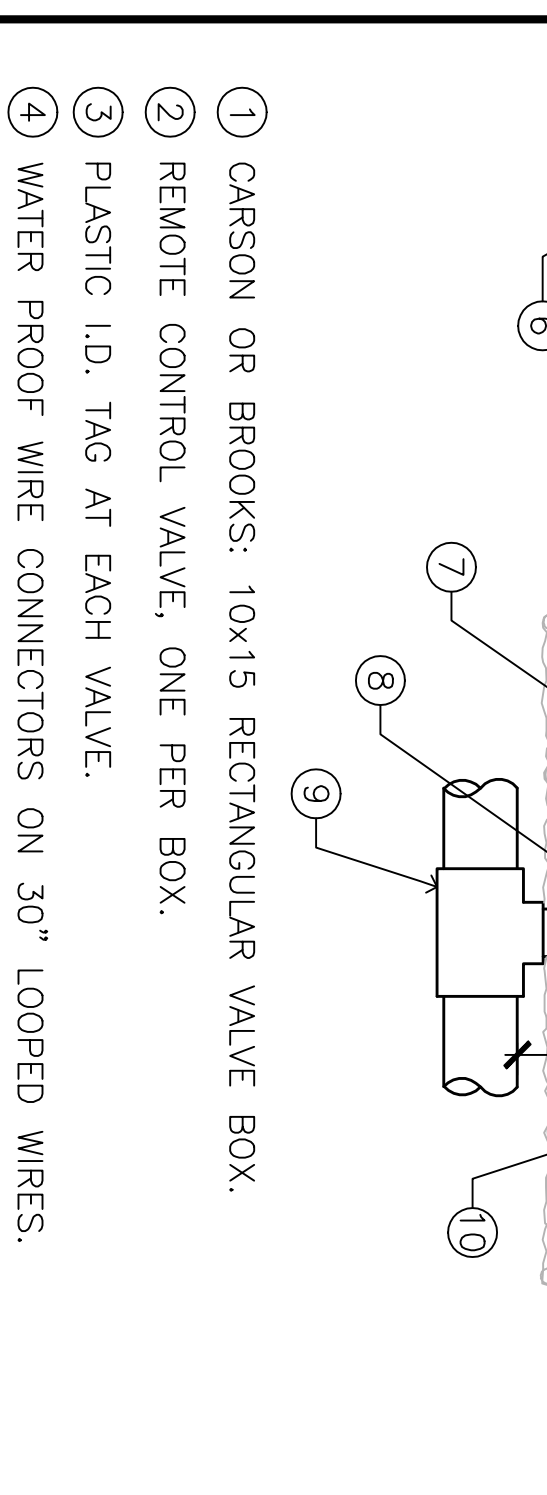 6
7
8
9
10
1 CARSON OR BROOKS: 10x15 RECTANGULAR VALVE BOX.
2 REMOTE CONTROL VALVE, ONE PER BOX.
3 PLASTIC I.D. TAG AT EACH VALVE.
4 WATER PROOF WIRE CONNECTORS ON 30" LOOPED WIRES.